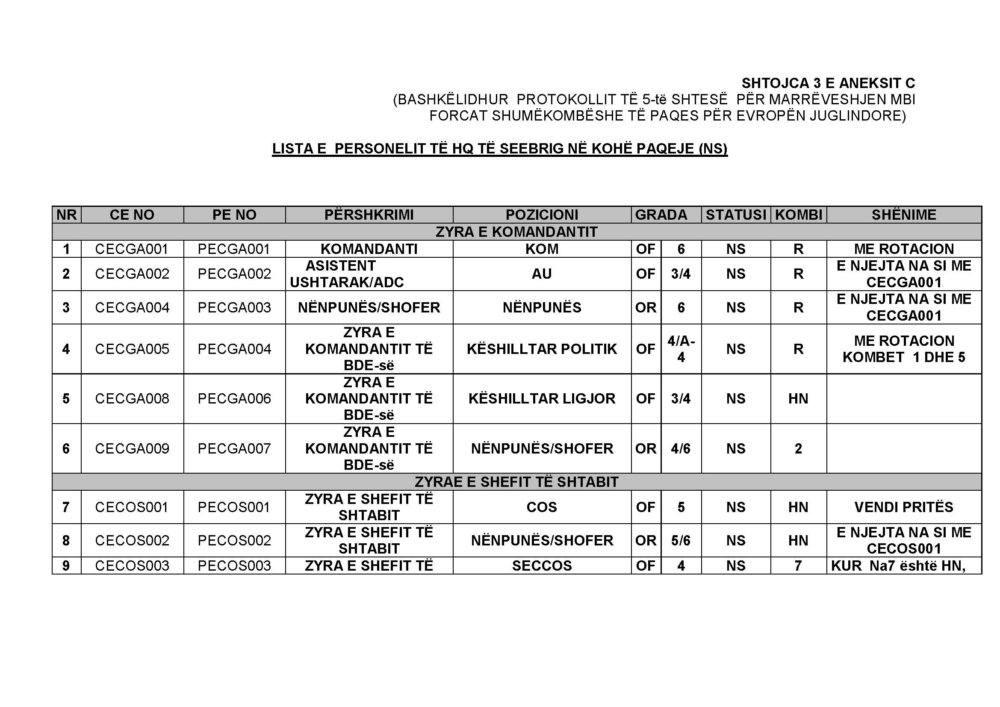 SHTOJCA 3 E ANEKSIT C
(BASHKËLIDHUR PROTOKOLLIT TË 5-të SHTESË PËR MARRËVESHJEN MBI
FORCAT SHUMËKOMBËSHE TË PAQES PËR EVROPËN JUGLINDORE)
LISTA E PERSONELIT TË HQ TË SEEBRIG NË KOHË PAQEJE (NS)
NR CE NO PE NO PËRSHKRIMI POZICIONI GRADA STATUSI KOMBI SHËNIME
ZYRA E KOMANDANTIT
1 CECGA001 PECGA001 KOMANDANTI KOM OF 6 NS R ME ROTACION
2 CECGA002 PECGA002 ASISTENT USHTARAK/ADC AU OF 3/4 NS R E NJEJTA NA SI ME CECGA001
3 CECGA004 PECGA003 NËNPUNËS/SHOFER NËNPUNËS OR 6 NS R E NJEJTA NA SI ME CECGA001
4 CECGA005 PECGA004 ZYRA E KOMANDANTIT TË BDE-së KËSHILLTAR POLITIK OF 4/A-4 NS R ME ROTACION KOMBET 1 DHE 5
5 CECGA008 PECGA006 ZYRA E KOMANDANTIT TË BDE-së KËSHILLTAR LIGJOR OF 3/4 NS HN
6 CECGA009 PECGA007 ZYRA E KOMANDANTIT TË BDE-së NËNPUNËS/SHOFER OR 4/6 NS 2
ZYRAE E SHEFIT TË SHTABIT
7 CECOS001 PECOS001 ZYRA E SHEFIT TË SHTABIT COS OF 5 NS HN VENDI PRITËS
8 CECOS002 PECOS002 ZYRA E SHEFIT TË SHTABIT NËNPUNËS/SHOFER OR 5/6 NS HN E NJEJTA NA SI ME CECOS001
9 CECOS003 PECOS003 ZYRA E SHEFIT TË SECCOS OF 4 NS 7 KUR Na7 është HN,